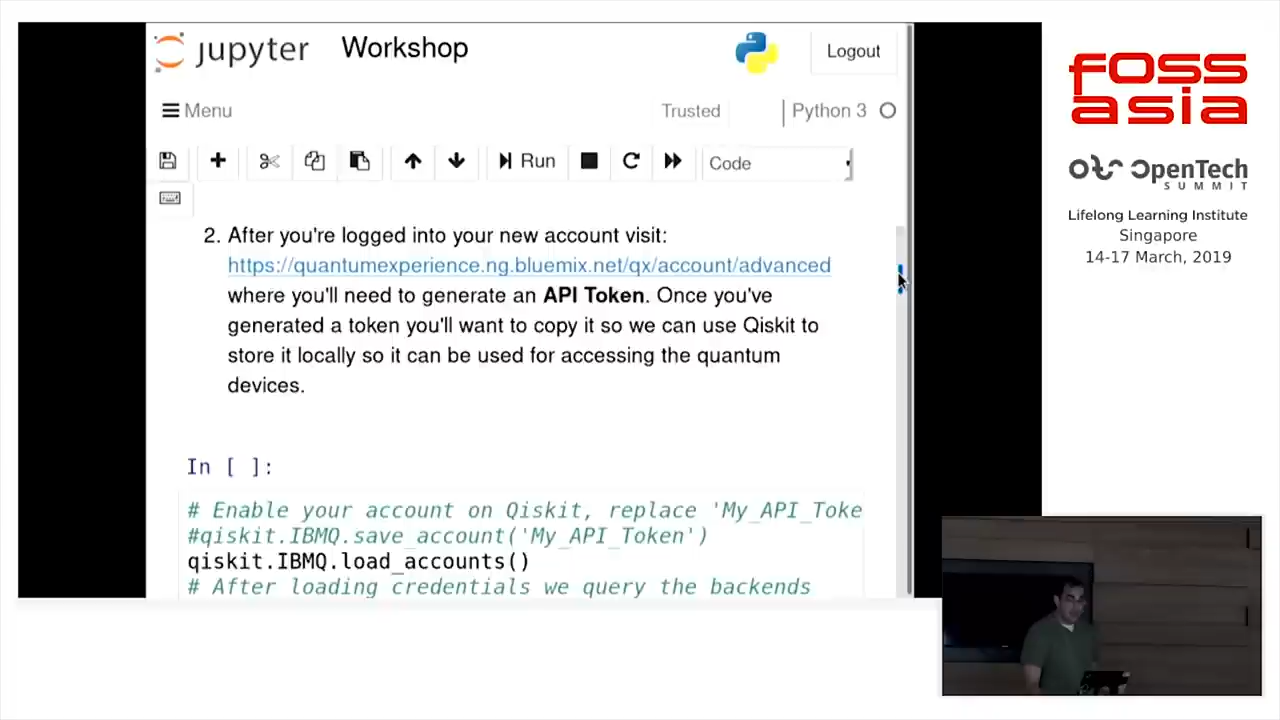 jupyter Workshop Logout
Menu Trusted Python 3
Run Code
2. After you're logged into your new account visit:
https://quantumexperience.ng.bluemix.net/qx/account/advanced
where you'll need to generate an API Token. Once you've
generated a token you'll want to copy it so we can use Qiskit to
store it locally so it can be used for accessing the quantum
devices.
In [ ]:
# Enable your account on Qiskit, replace 'My_API_Toke
#qiskit.IBMQ.save_account('My_API_Token')
qiskit.IBMQ.load_accounts()
# After loading credentials we query the backends
FOSS
asia
OpenTech
SUMMIT
Lifelong Learning Institute
Singapore
14-17 March, 2019